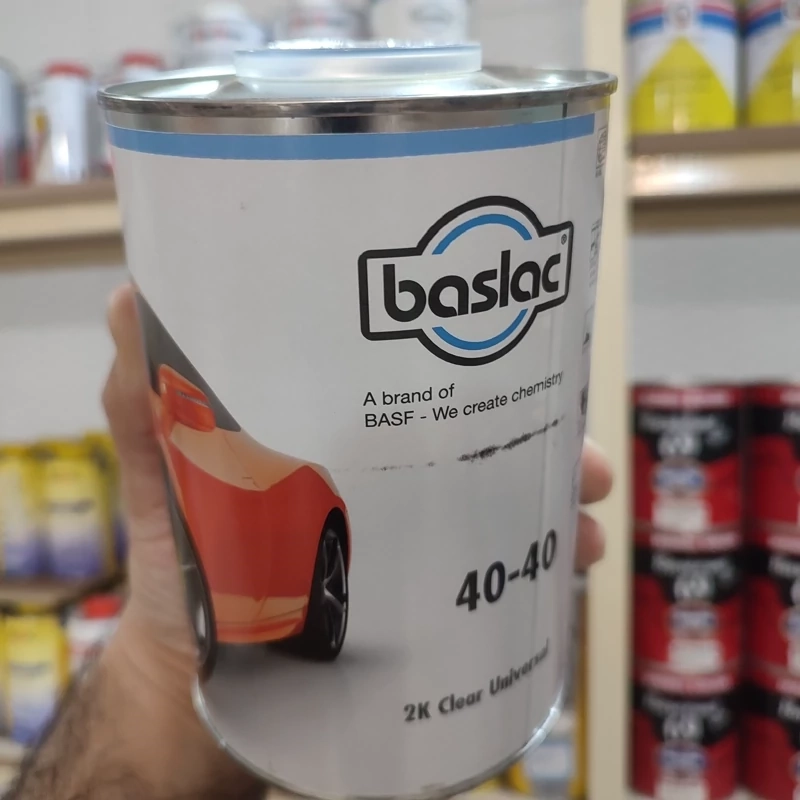 baslac®
A brand of
BASF - We create chemistry
40-40
2K Clear Universal